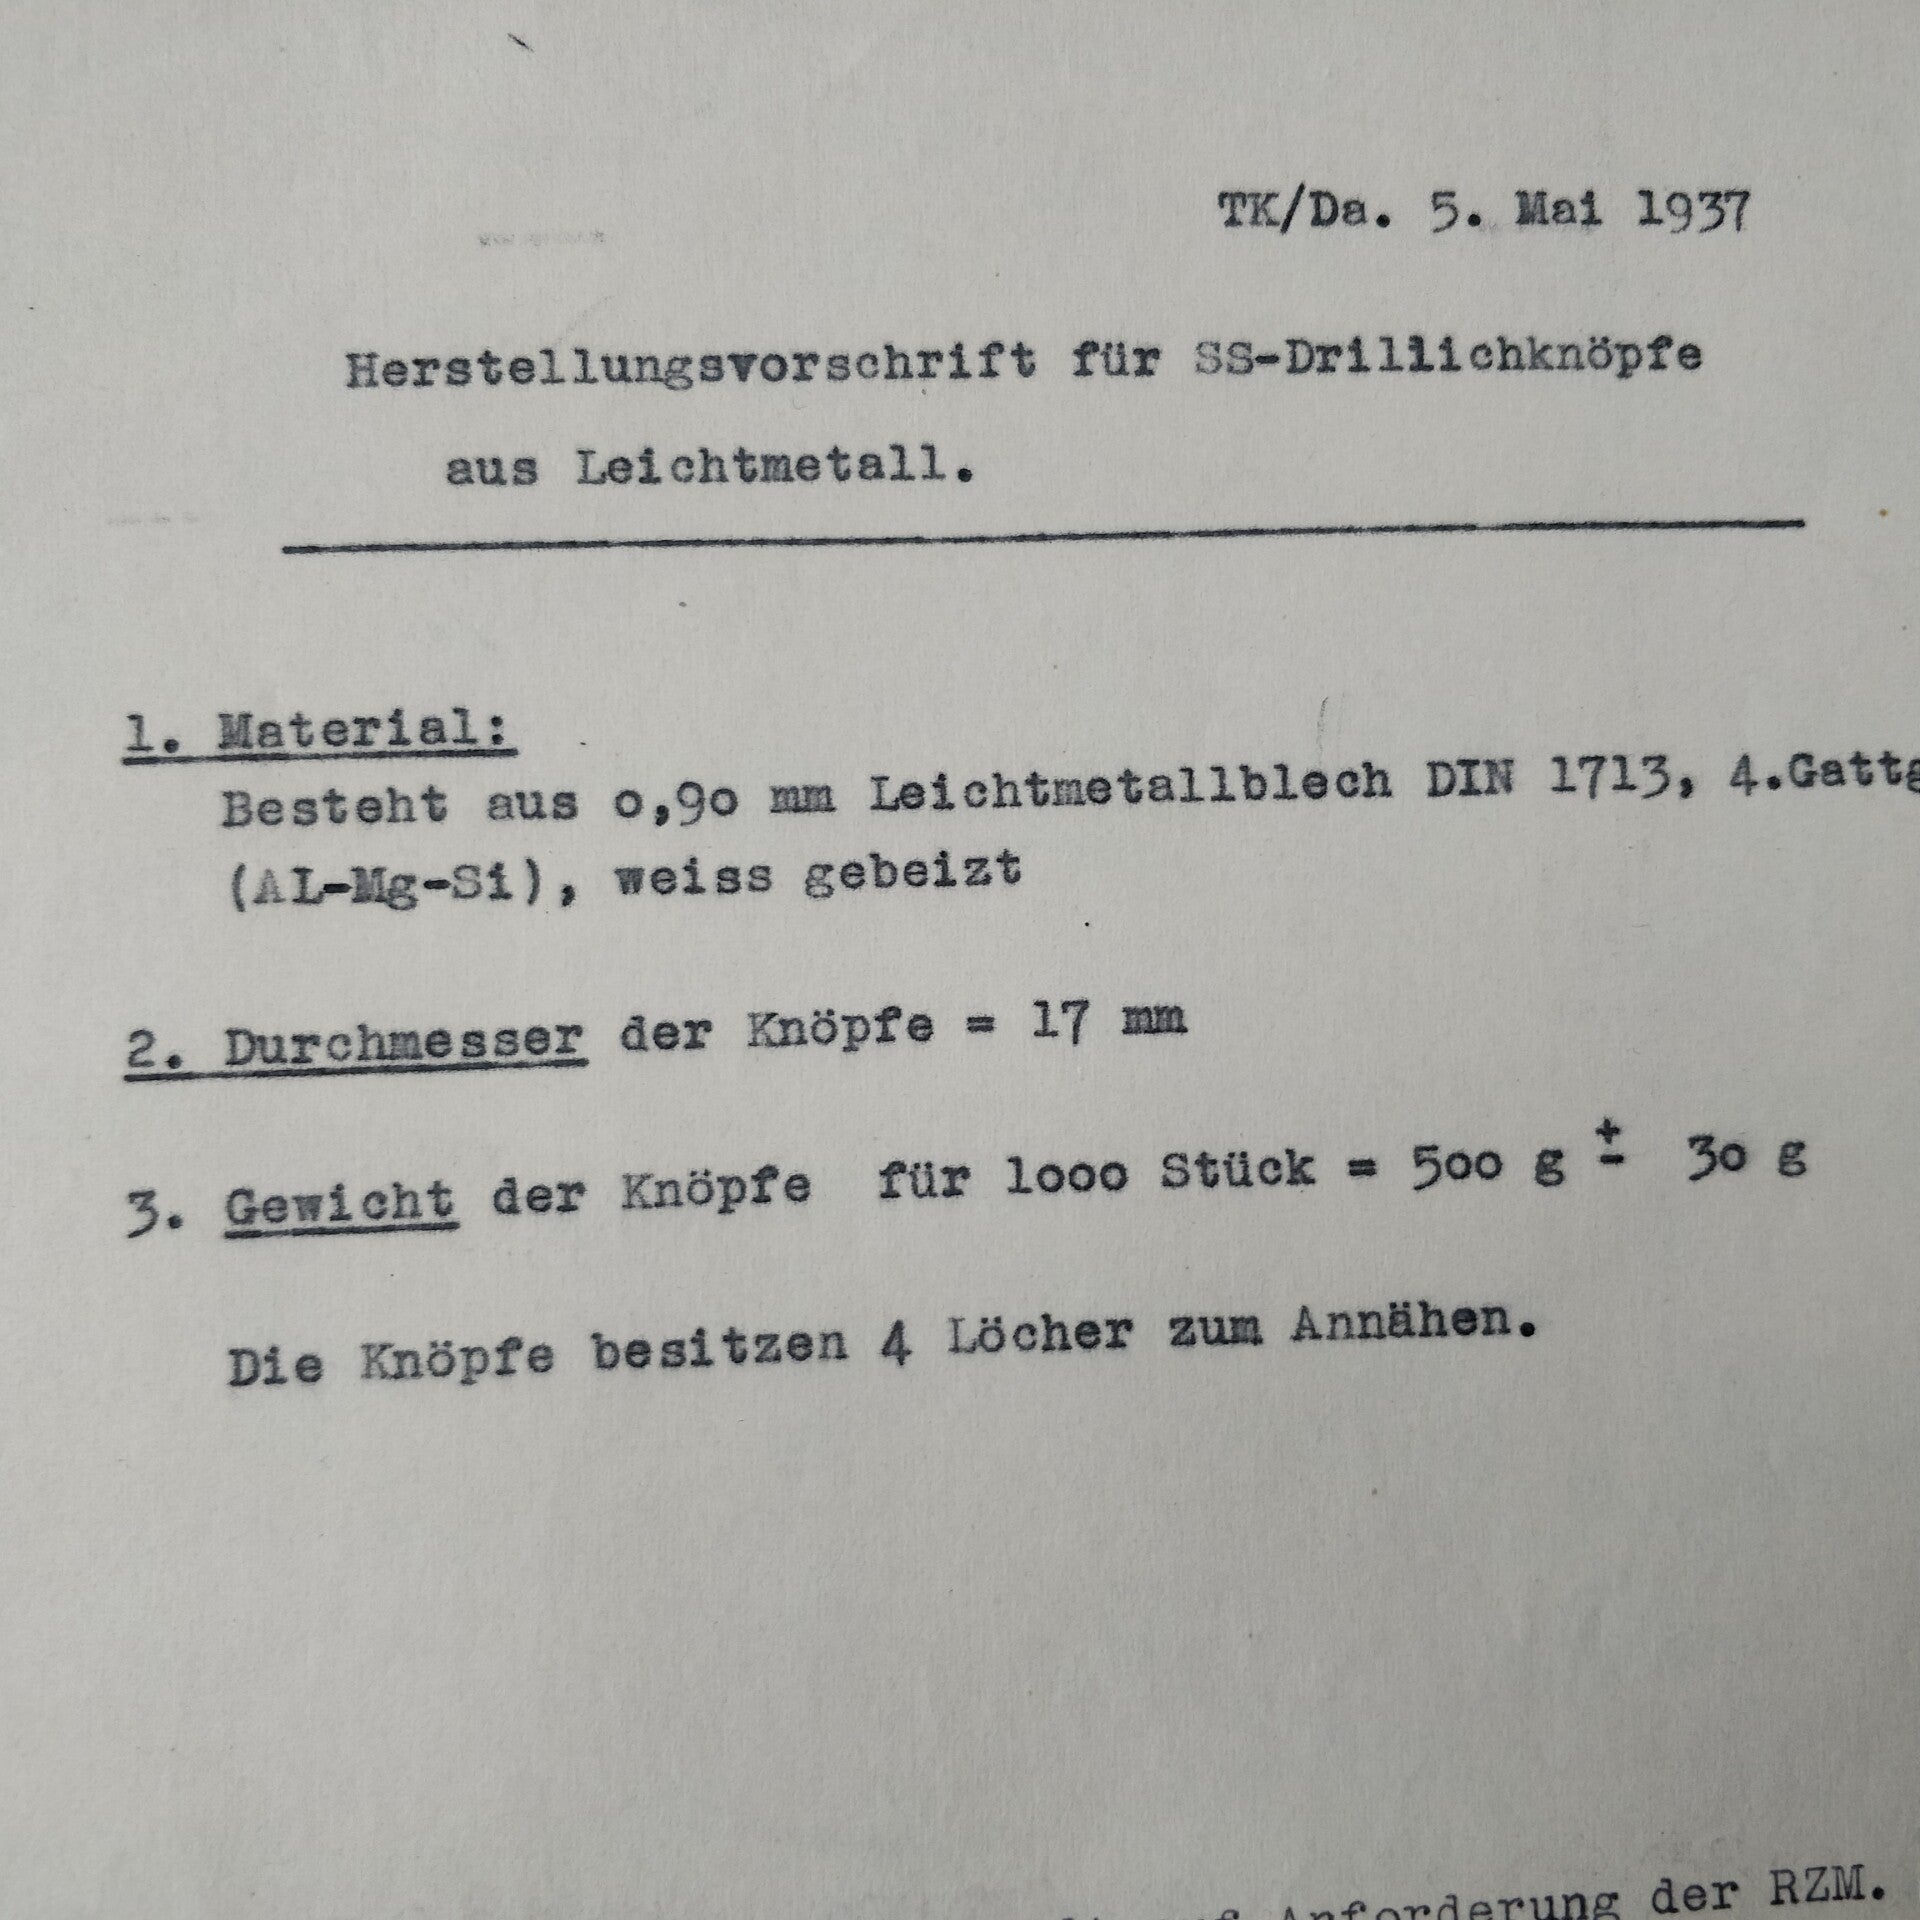 TK/Da. 5. Mai 1937
Herstellungsvorschrift für SS-Drillichknöpfe
aus Leichtmetall.
1. Material:
Besteht aus o,9o mm Leichtmetallblech DIN 1713, 4.Gattg
(AL-Mg-Si), weiss gebeizt
2. Durchmesser der Knöpfe = 17 mm
3. Gewicht der Knöpfe für looo Stück = 5oo g ± 3o g
Die Knöpfe besitzen 4 Löcher zum Annähen.
Anforderung der RZM.